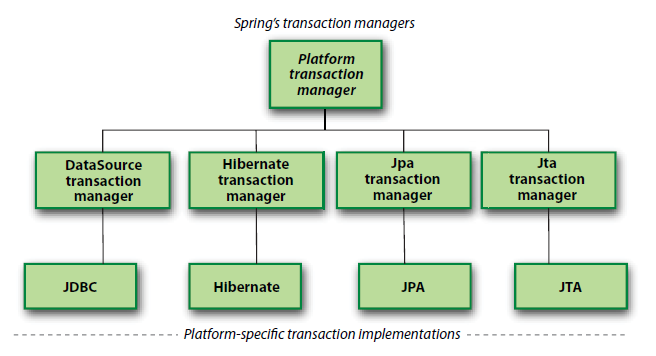 Spring's transaction managers
Platform
transaction
manager
DataSource
transaction
manager
Hibernate
transaction
manager
Jpa
transaction
manager
Jta
transaction
manager
JDBC
Hibernate
JPA
JTA
Platform-specific transaction implementations